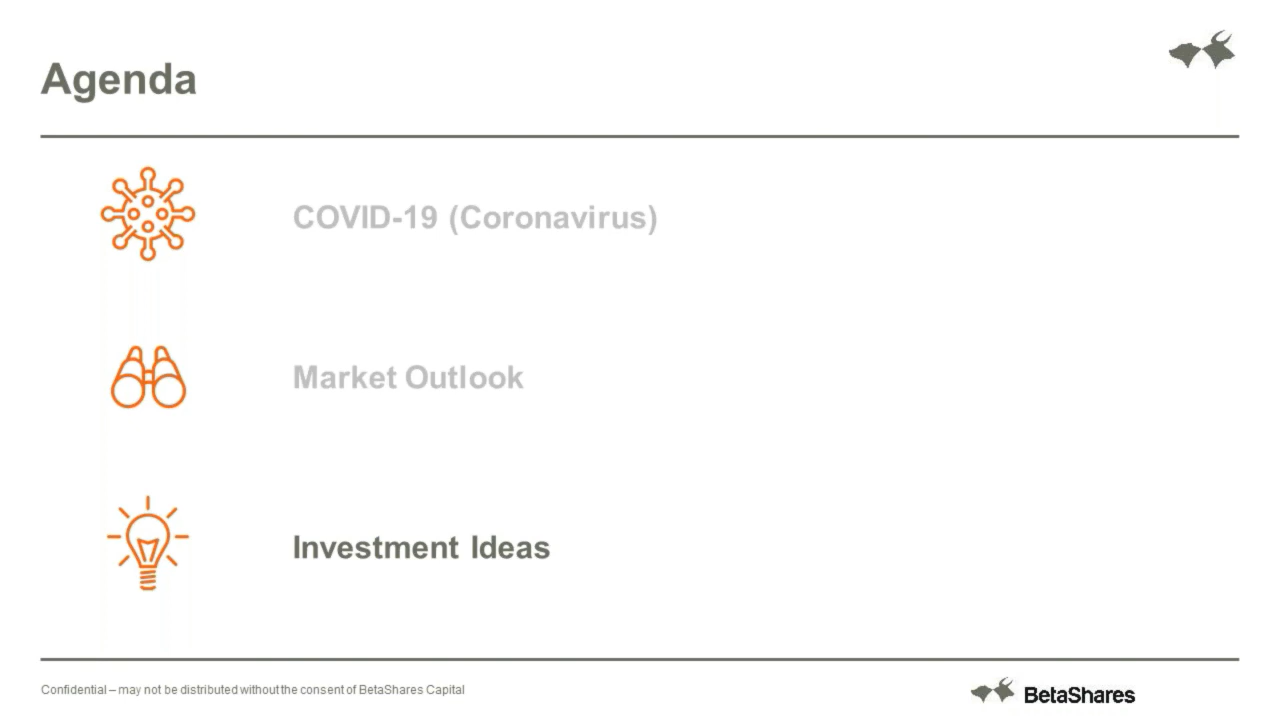 Agenda
COVID-19 (Coronavirus)
Market Outlook
Investment Ideas
Confidential – may not be distributed without the consent of BetaShares Capital
BetaShares